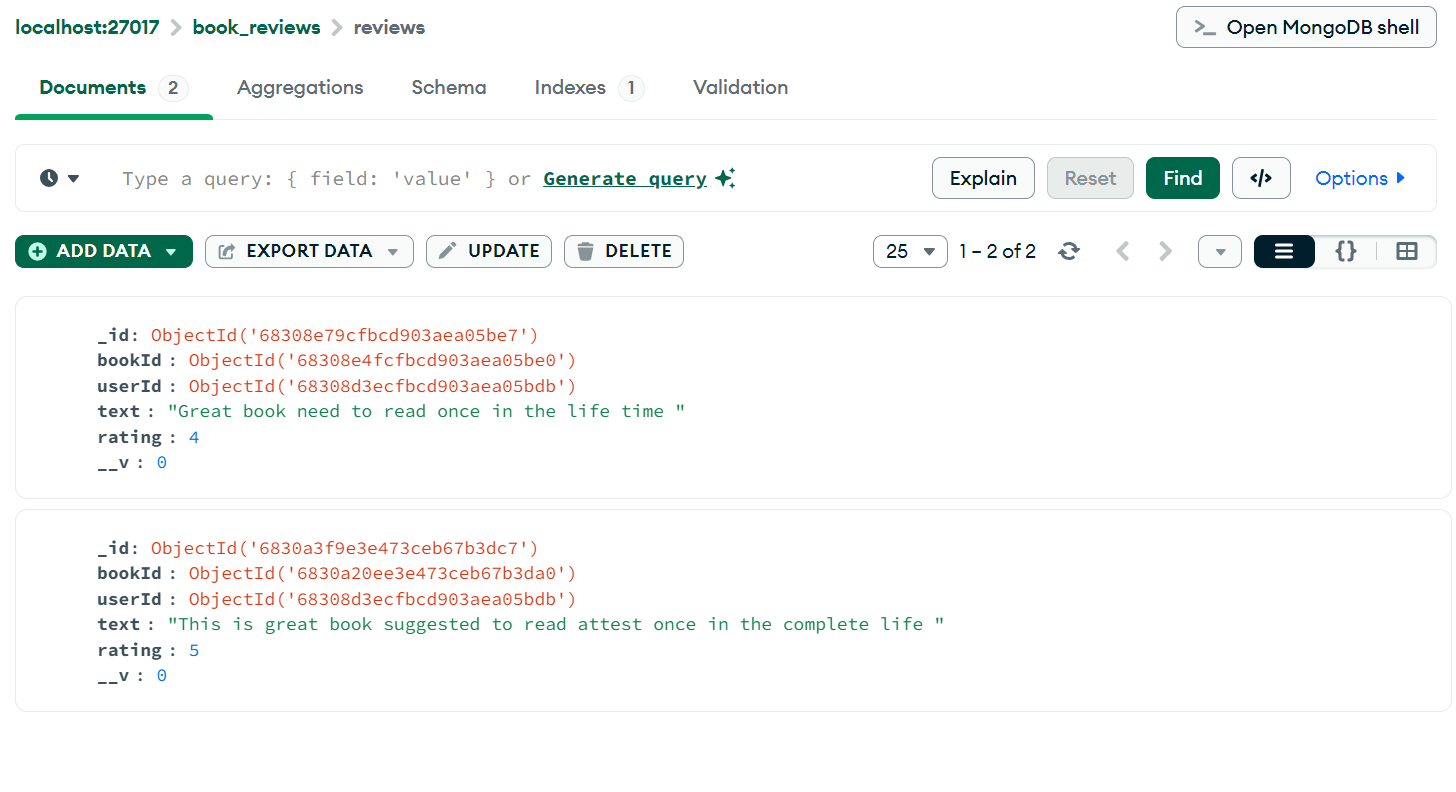 localhost:27017 > book_reviews > reviews
>_ Open MongoDB shell
Documents 2 Aggregations Schema Indexes 1 Validation
Type a query: { field: 'value' } or Generate query Explain Reset Find </> Options
ADD DATA EXPORT DATA UPDATE DELETE 25 1 – 2 of 2 {}
_id: ObjectId('68308e79cfbcd903aea05be7')
bookId : ObjectId('68308e4fcfbcd903aea05be0')
userId : ObjectId('68308d3ecfbcd903aea05bdb')
text : "Great book need to read once in the life time "
rating : 4
__v : 0
_id: ObjectId('6830a3f9e3e473ceb67b3dc7')
bookId : ObjectId('6830a20ee3e473ceb67b3da0')
userId : ObjectId('68308d3ecfbcd903aea05bdb')
text : "This is great book suggested to read attest once in the complete life "
rating : 5
__v : 0